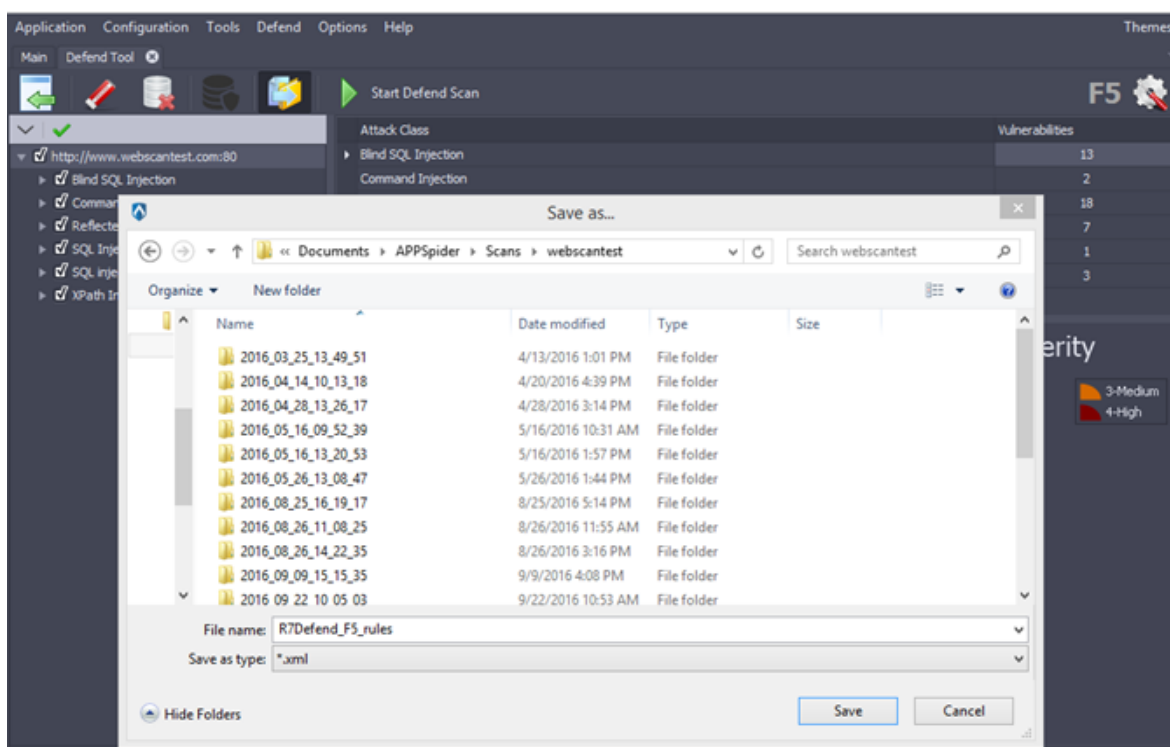 Application Configuration Tools Defend Options Help Themes
Main Defend Tool
Start Defend Scan F5
Attack Class Vulnerabilities
http://www.webscantest.com:80 Blind SQL Injection 13
Blind SQL Injection Command Injection 2
18
7
1
3
Save as...
« Documents APPSpider Scans webscantest Search webscantest
Organize New folder
Name Date modified Type Size
2016_03_25_13_49_51 4/13/2016 1:01 PM File folder
2016_04_14_10_13_18 4/20/2016 4:39 PM File folder
2016_04_28_13_26_17 4/28/2016 3:14 PM File folder
2016_05_16_09_52_39 5/16/2016 10:31 AM File folder
2016_05_16_13_20_53 5/16/2016 1:57 PM File folder
2016_05_26_13_08_47 5/26/2016 1:44 PM File folder
2016_08_25_16_19_17 8/25/2016 5:14 PM File folder
2016_08_26_11_08_25 8/26/2016 11:55 AM File folder
2016_08_26_14_22_35 8/26/2016 3:16 PM File folder
2016_09_09_15_15_35 9/9/2016 4:08 PM File folder
2016_09_22_10_05_03 9/22/2016 10:53 AM File folder
erity
3-Medium
4-High
File name: R7Defend_F5_rules
Save as type: *.xml
Hide Folders Save Cancel